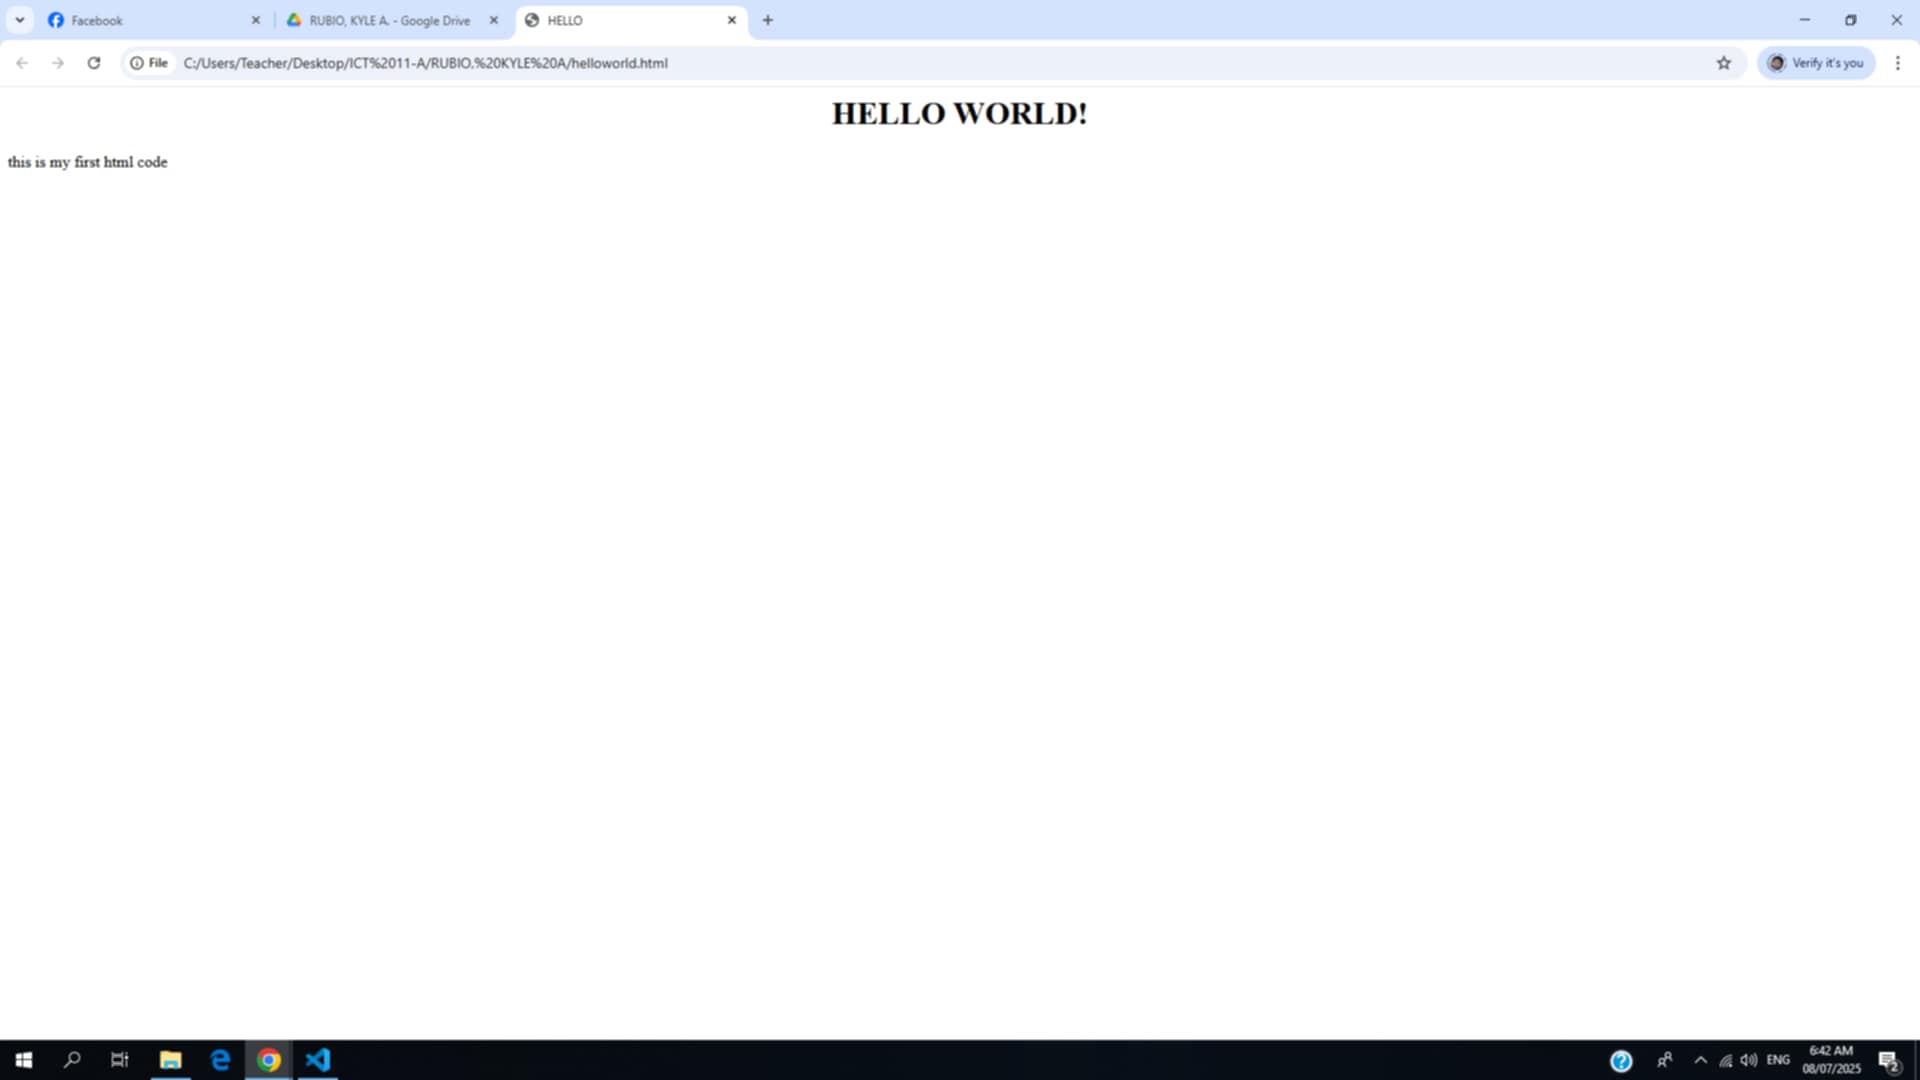 Facebook
RUBIO, KYLE A. - Google Drive
HELLO
File
C:/Users/Teacher/Desktop/ICT%2011-A/RUBIO,%20KYLE%20A/helloworld.html
Verify it's you
HELLO WORLD!
this is my first html code
ENG
6:42 AM
08/07/2025
2